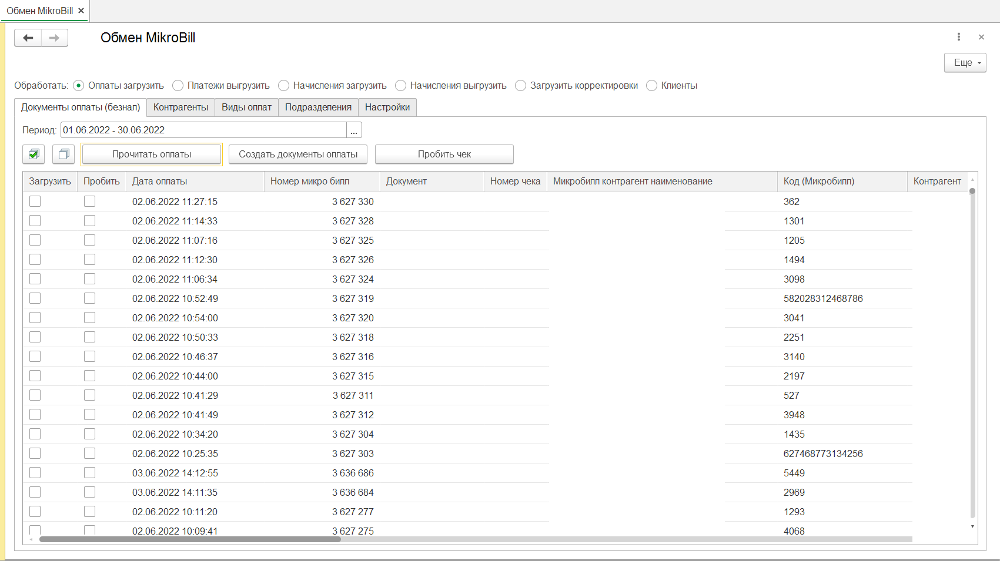 Обмен MikroBill ×
Обмен MikroBill
Еще
Обработать: Оплаты загрузить Платежи выгрузить Начисления загрузить Начисления выгрузить Загрузить корректировки Клиенты
Документы оплаты (безнал) Контрагенты Виды оплат Подразделения Настройки
Период: 01.06.2022 - 30.06.2022 ...
Прочитать оплаты Создать документы оплаты Пробить чек
Загрузить Пробить Дата оплаты Номер микро билл Документ Номер чека Микробилл контрагент наименование Код (Микробилл) Контрагент
02.06.2022 11:27:15 3 627 330 362
02.06.2022 11:14:33 3 627 328 1301
02.06.2022 11:07:16 3 627 325 1205
02.06.2022 11:12:30 3 627 326 1494
02.06.2022 11:06:34 3 627 324 3098
02.06.2022 10:52:49 3 627 319 582028312468786
02.06.2022 10:54:00 3 627 320 3041
02.06.2022 10:50:33 3 627 318 2251
02.06.2022 10:46:37 3 627 316 3140
02.06.2022 10:44:00 3 627 315 2197
02.06.2022 10:41:29 3 627 311 527
02.06.2022 10:41:49 3 627 312 3948
02.06.2022 10:34:20 3 627 304 1435
02.06.2022 10:25:35 3 627 303 627468773134256
03.06.2022 14:12:55 3 636 686 5449
03.06.2022 14:11:35 3 636 684 2969
02.06.2022 10:11:20 3 627 277 1293
02.06.2022 10:09:41 3 627 275 4068